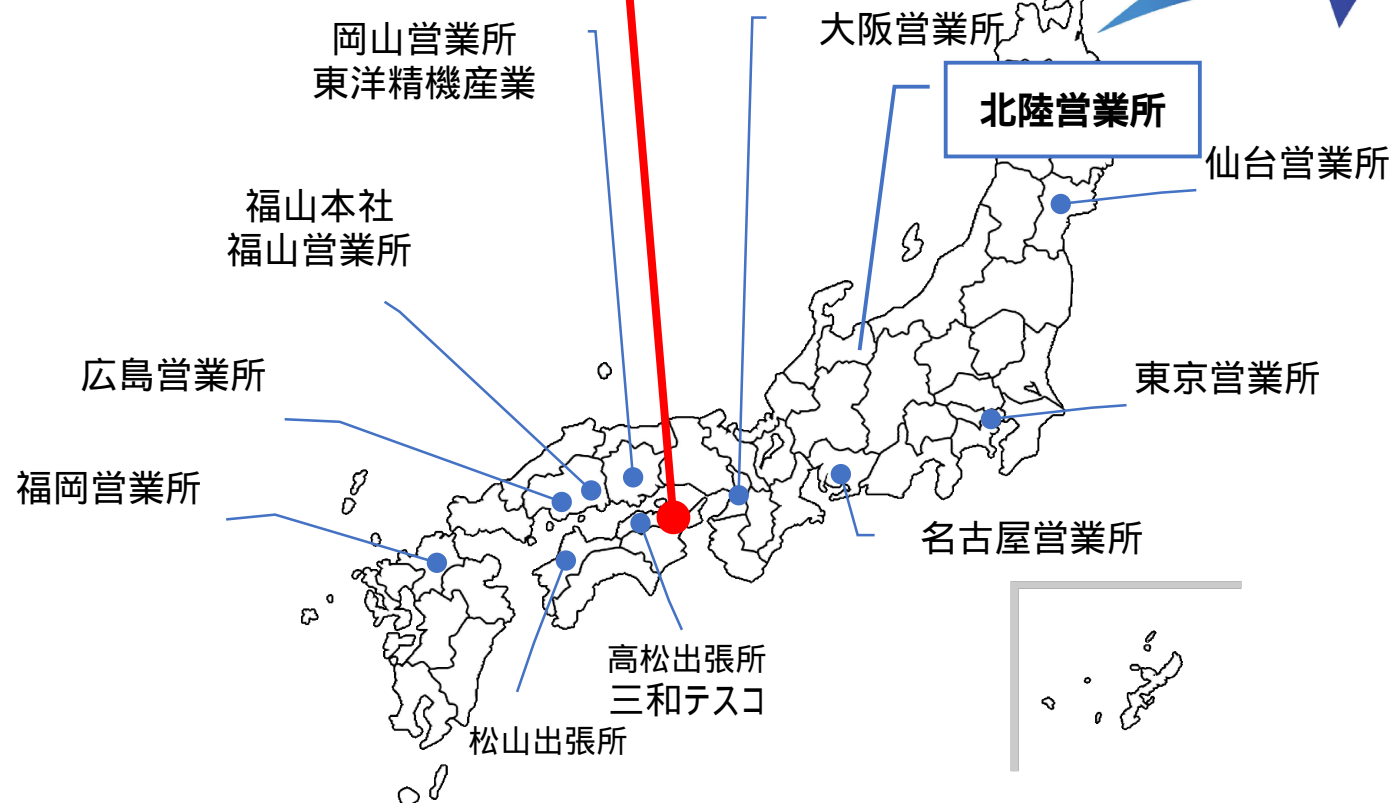 岡山営業所
東洋精機産業
大阪営業所
北陸営業所
仙台営業所
福山本社
福山営業所
広島営業所
東京営業所
福岡営業所
名古屋営業所
高松出張所
三和テスコ
松山出張所